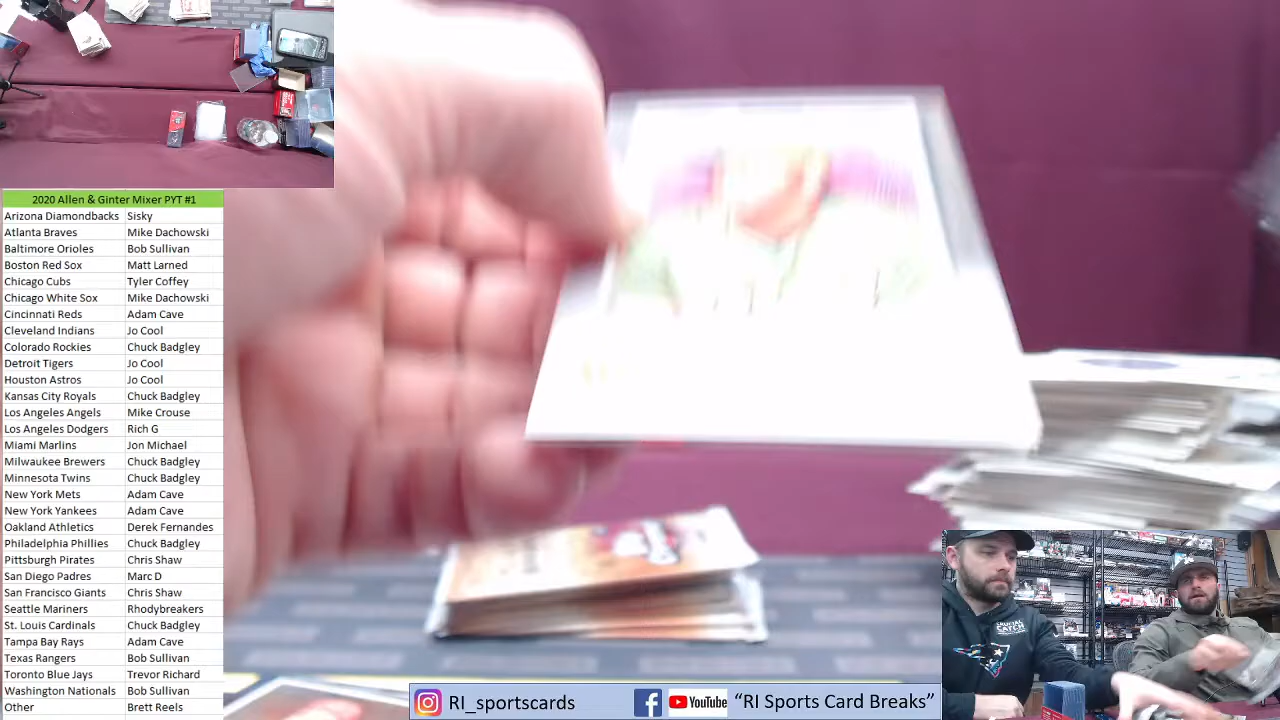 2020 Allen & Ginter Mixer PYT #1
Arizona Diamondbacks Sisky
Atlanta Braves Mike Dachowski
Baltimore Orioles Bob Sullivan
Boston Red Sox Matt Larned
Chicago Cubs Tyler Coffey
Chicago White Sox Mike Dachowski
Cincinnati Reds Adam Cave
Cleveland Indians Jo Cool
Colorado Rockies Chuck Badgley
Detroit Tigers Jo Cool
Houston Astros Jo Cool
Kansas City Royals Chuck Badgley
Los Angeles Angels Mike Crouse
Los Angeles Dodgers Rich G
Miami Marlins Jon Michael
Milwaukee Brewers Chuck Badgley
Minnesota Twins Chuck Badgley
New York Mets Adam Cave
New York Yankees Adam Cave
Oakland Athletics Derek Fernandes
Philadelphia Phillies Chuck Badgley
Pittsburgh Pirates Chris Shaw
San Diego Padres Marc D
San Francisco Giants Chris Shaw
Seattle Mariners Rhodybreakers
St. Louis Cardinals Chuck Badgley
Tampa Bay Rays Adam Cave
Texas Rangers Bob Sullivan
Toronto Blue Jays Trevor Richard
Washington Nationals Bob Sullivan
Other Brett Reels
RI_sportscards YouTube "RI Sports Card Breaks"
CRUCIAL
CATCH